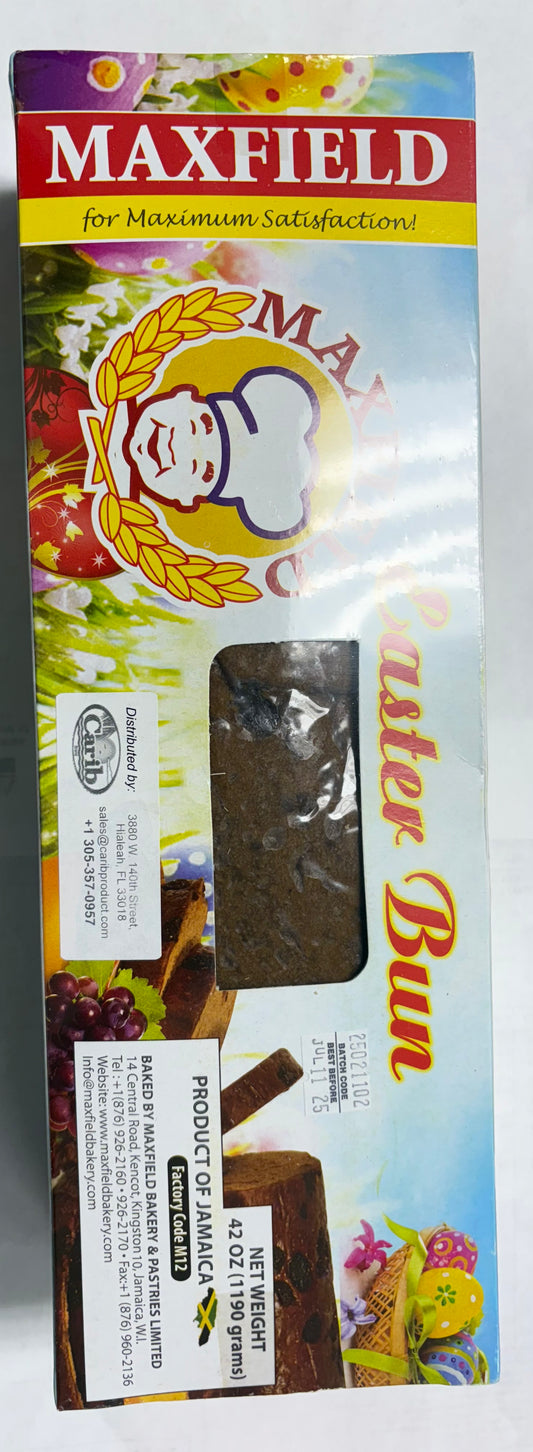 MAXFIELD
for Maximum Satisfaction!
MAXFIELD
Easter Bun
Distributed by:
Carib
3880 W. 140th Street,
Hialeah, FL 33018
sales@caribproduct.com
+1 305-357-0957
25021102
BATCH CODE
BEST BEFORE
JUL 11 25
NET WEIGHT
42 OZ (1190 grams)
PRODUCT OF JAMAICA
Factory Code M12
BAKED BY MAXFIELD BAKERY & PASTRIES LIMITED
14 Central Road, Kencot, Kingston 10, Jamaica, W.I.
Tel :+1(876) 926-2160 • 926-2170 • Fax:+1 (876) 960-2136
Website: www.maxfieldbakery.com
Info@maxfieldbakery.com